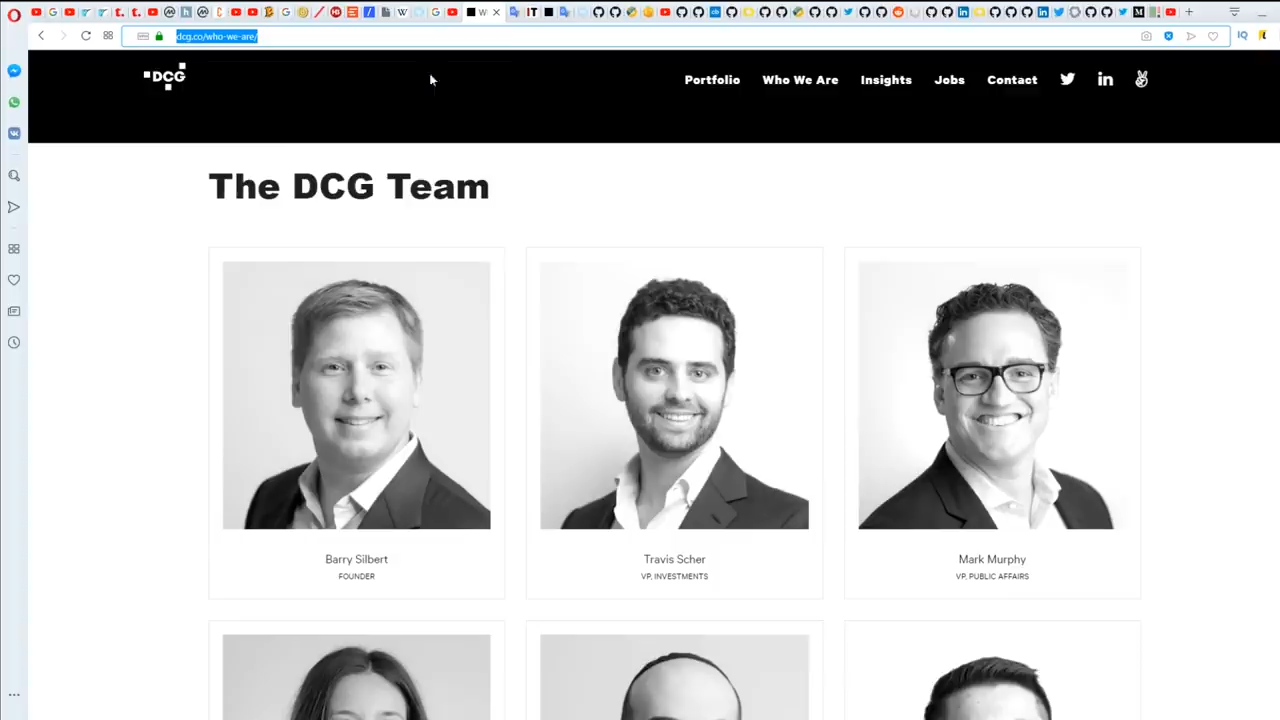 dcg.co/who-we-are/
DCG
Portfolio Who We Are Insights Jobs Contact
The DCG Team
Barry Silbert
FOUNDER
Travis Scher
VP, INVESTMENTS
Mark Murphy
VP, PUBLIC AFFAIRS